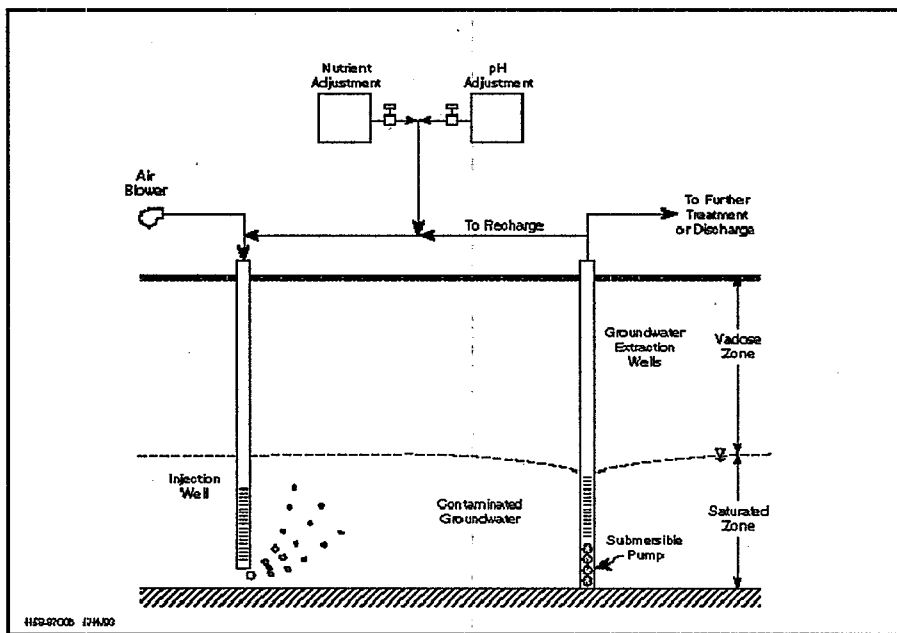 Nutrient
Adjustment
pH
Adjustment
Air
Blower
To Recharge
To Further
Treatment
or Discharge
Groundwater
Extraction
Wells
Vadose
Zone
Injection
Well
Contaminated
Groundwater
Saturated
Zone
Submersible
Pump